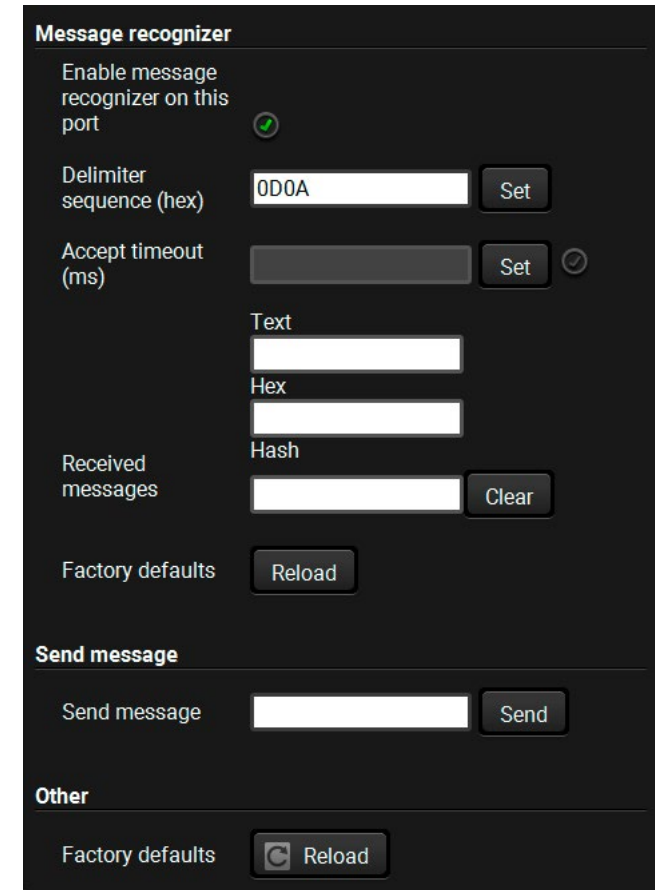 Message recognizer
Enable message
recognizer on this
port
Delimiter
sequence (hex)
0D0A
Set
Accept timeout
(ms)
Set
Text
Hex
Hash
Received
messages
Clear
Factory defaults
Reload
Send message
Send message
Send
Other
Factory defaults
Reload